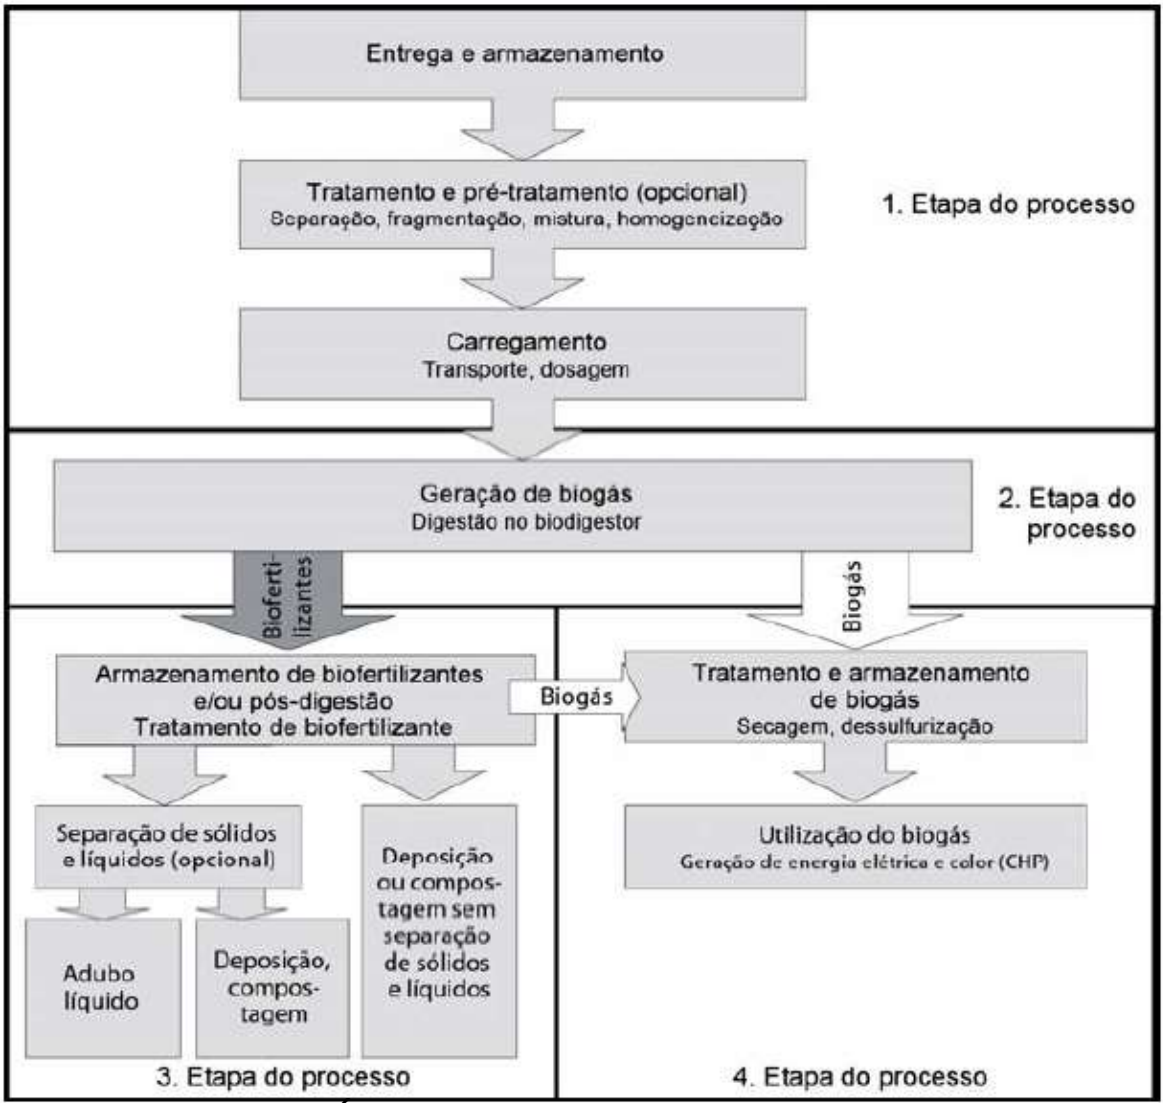 Entrega e armazenamento
Tratamento e pré-tratamento (opcional)
Separação, fragmentação, mistura, homogeneização
1. Etapa do processo
Carregamento
Transporte, dosagem
Geração de biogás
Digestão no biodigestor
2. Etapa do
processo
Bioferti-
lizantes
Biogás
Armazenamento de biofertilizantes
e/ou pós-digestão
Tratamento de biofertilizante
Biogás
Tratamento e armazenamento
de biogás
Secagem, dessulfurização
Separação de sólidos
e líquidos (opcional)
Deposição
ou compos-
tagem sem
separação
de sólidos
e líquidos
Utilização do biogás
Geração de energia elétrica e calor (CHP)
Adubo
líquido
Deposição,
compos-
tagem
3. Etapa do processo
4. Etapa do processo